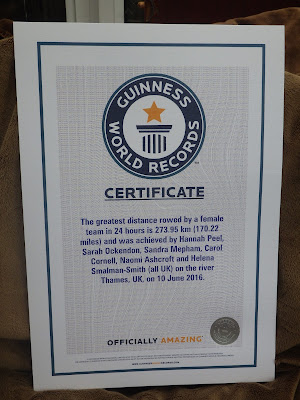 GUINNESS
WORLD RECORDS
CERTIFICATE
The greatest distance rowed by a female
team in 24 hours is 273.95 km (170.22
miles) and was achieved by Hannah Peel,
Sarah Ockendon, Sandra Mepham, Carol
Cornell, Naomi Ashcroft and Helena
Smalman-Smith (all UK) on the river
Thames, UK, on 10 June 2016.
OFFICIALLY AMAZING